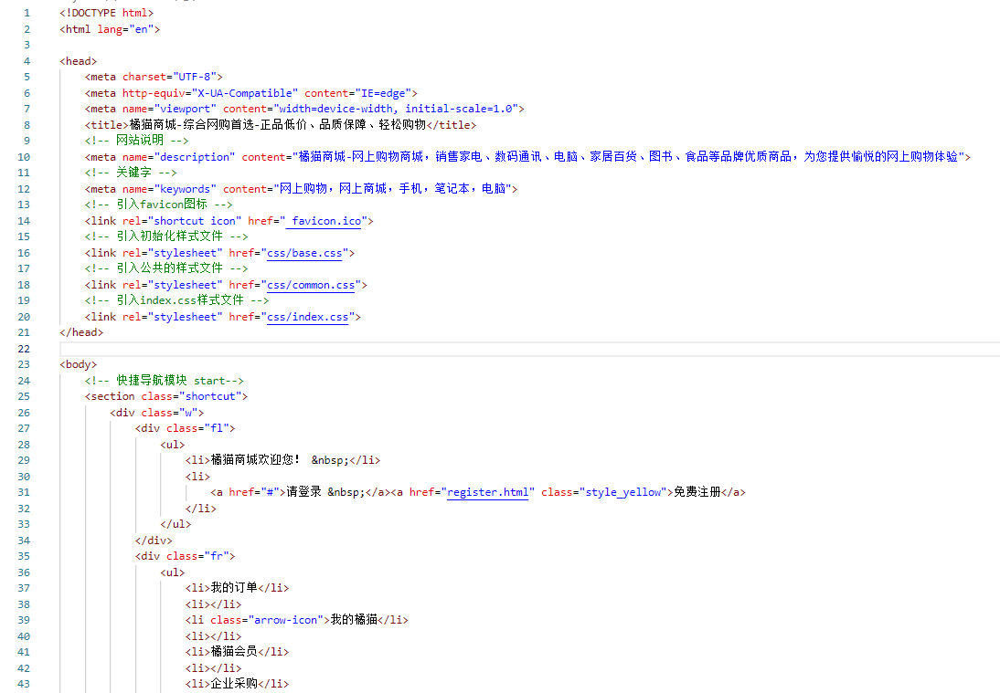 1 <!DOCTYPE html>
2 <html lang="en">
3
4 <head>
5 <meta charset="UTF-8">
6 <meta http-equiv="X-UA-Compatible" content="IE=edge">
7 <meta name="viewport" content="width=device-width, initial-scale=1.0">
8 <title>橘猫商城-综合网购首选-正品低价、品质保障、轻松购物</title>
9 <!-- 网站说明 -->
10 <meta name="description" content="橘猫商城-网上购物商城，销售家电、数码通讯、电脑、家居百货、图书、食品等品牌优质商品，为您提供愉悦的网上购物体验">
11 <!-- 关键字 -->
12 <meta name="keywords" content="网上购物，网上商城，手机，笔记本，电脑">
13 <!-- 引入favicon图标 -->
14 <link rel="shortcut icon" href=" favicon.ico">
15 <!-- 引入初始化样式文件 -->
16 <link rel="stylesheet" href="css/base.css">
17 <!-- 引入公共的样式文件 -->
18 <link rel="stylesheet" href="css/common.css">
19 <!-- 引入index.css样式文件 -->
20 <link rel="stylesheet" href="css/index.css">
21 </head>
22
23 <body>
24 <!-- 快捷导航模块 start-->
25 <section class="shortcut">
26 <div class="w">
27 <div class="fl">
28 <ul>
29 <li>橘猫商城欢迎您！ &nbsp;</li>
30 <li>
31 <a href="#">请登录 &nbsp;</a><a href="register.html" class="style_yellow">免费注册</a>
32 </li>
33 </ul>
34 </div>
35 <div class="fr">
36 <ul>
37 <li>我的订单</li>
38 <li></li>
39 <li class="arrow-icon">我的橘猫</li>
40 <li></li>
41 <li>橘猫会员</li>
42 <li></li>
43 <li>企业采购</li>